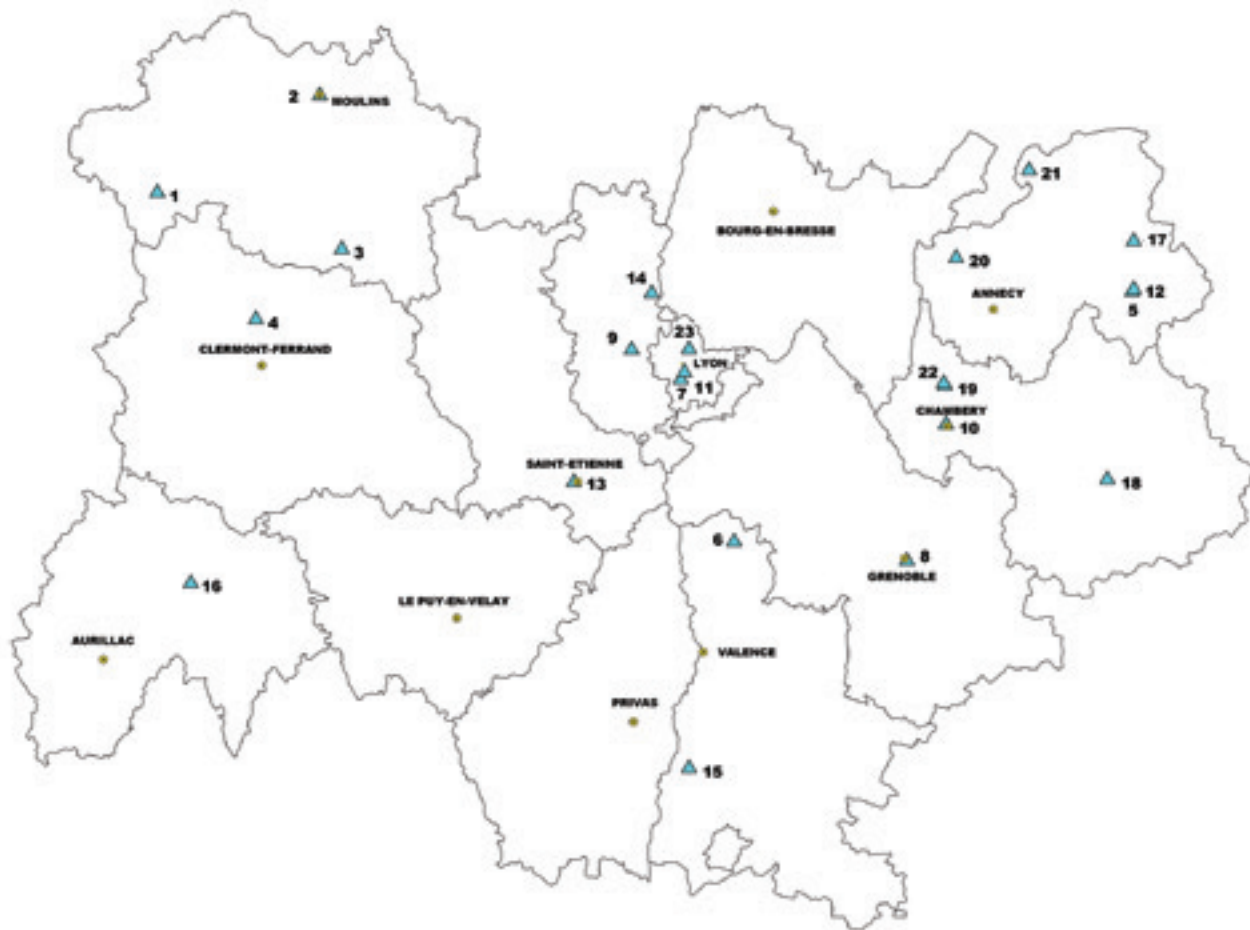 2 MOULINS
1
21
BOURG-EN-BRESSE
17
3
20
14
ANNECY
12
5
4
CLERMONT-FERRAND
9
23
LYON
7 11
22
19
CHAMBERY
10
SAINT-ETIENNE
13
18
6
8
GRENOBLE
16
LE PUY-EN-VELAY
AURILLAC
VALENCE
PRIVAS
15